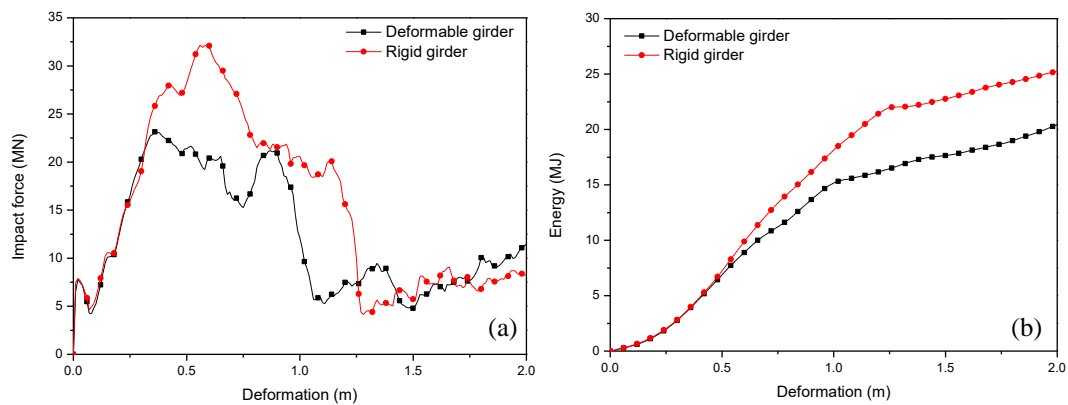 Impact force (MN)
35
30
25
20
15
10
5
0
0.0
0.5
1.0
1.5
2.0
Deformation (m)
Deformable girder
Rigid girder
(a)
Energy (MJ)
30
25
20
15
10
5
0
0.0
0.5
1.0
1.5
2.0
Deformation (m)
Deformable girder
Rigid girder
(b)